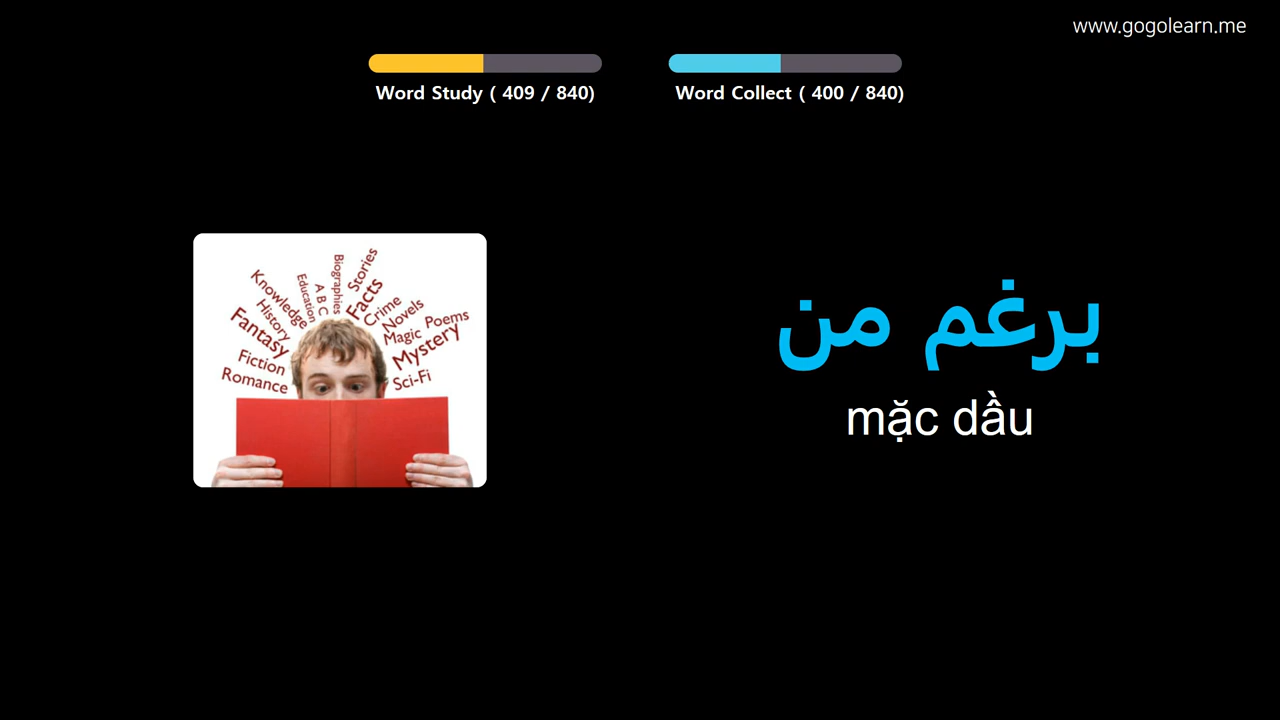 www.gogolearn.me
Word Study ( 409 / 840)
Word Collect ( 400 / 840)
Biographies
Stories
Knowledge
Education
A B C
Facts
History
Crime
Novels
Fantasy
Magic
Poems
Mystery
Fiction
Romance
Sci-Fi
برغم من
mặc dầu